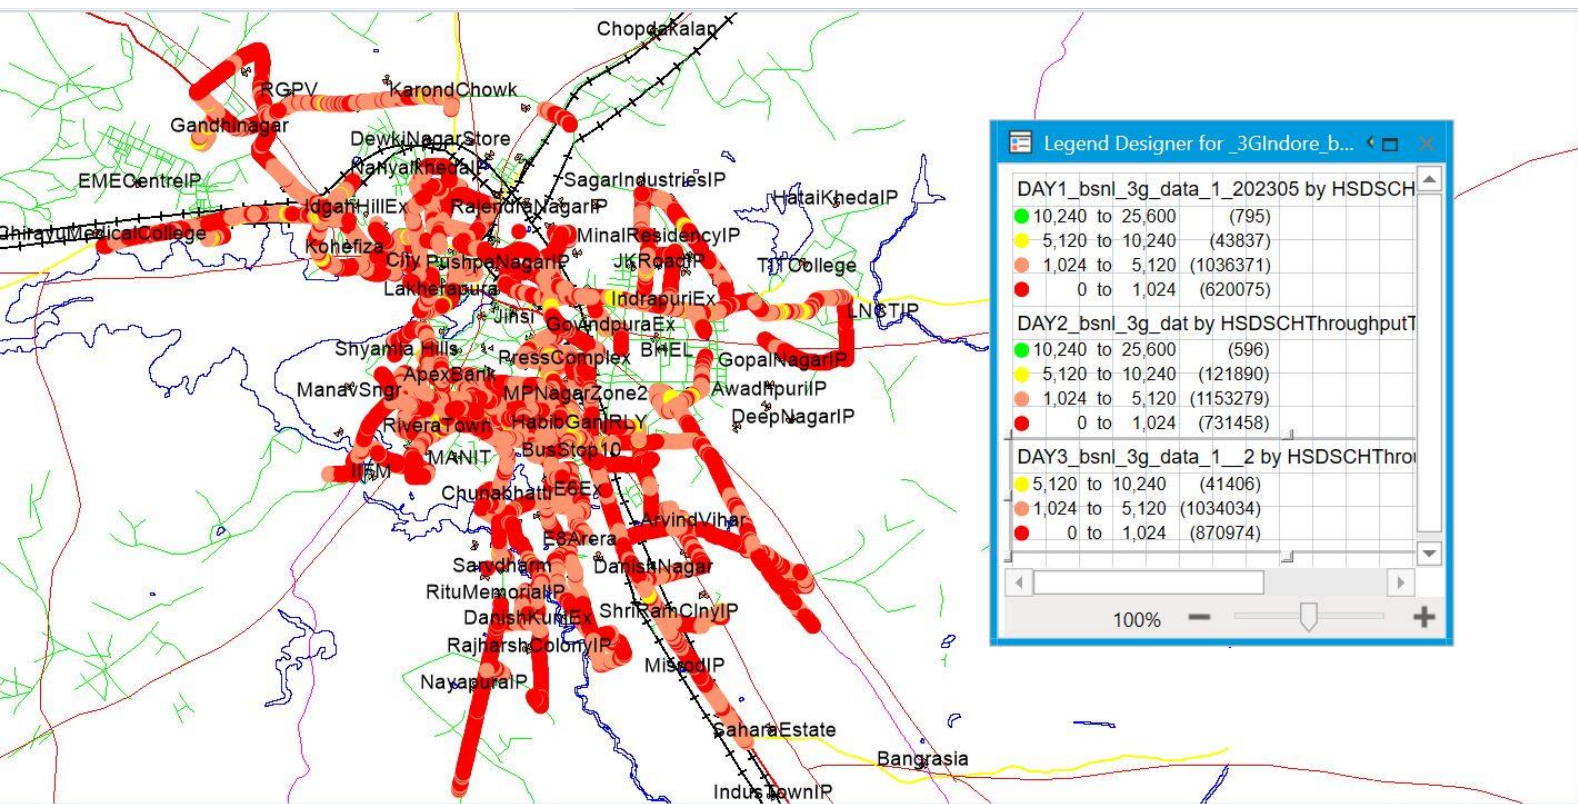 Chopdakalan
RGPV
KarondChowk
Gandhinagar
DewkiNagarStore
EMECentreIP
SagarIndustriesIP
HataiKhedaIP
IdgahHillEx
RajendraNagarIP
ChirayuMedicalCollege
Kohefiza
MinalResidencyIP
City
PushpaNagarIP
JKRoadIP
TITCollege
Lakherapura
IndrapuriEx
LNCTIP
Jinsi
GovindpuraEx
Shyamla Hills
PressComplex
BHEL
GopalNagarIP
ApexBank
ManavSngr
MPNagarZone2
AwadhpuriIP
DeepNagarIP
RiveraTown
HabibGanjRLY
MANIT
BusStop10
IIFM
Chunabhatti
E6Ex
ArvindVihar
E8Arera
Sarvdharm
DanishNagar
RituMemorialIP
ShriRamClnyIP
DanishKunjEx
RajharshColonyIP
MisrodIP
NayapuraIP
SaharaEstate
Bangrasia
IndusTownIP
Legend Designer for _3GIndore_b...
DAY1_bsnl_3g_data_1_202305 by HSDSCH
10,240 to 25,600 (795)
5,120 to 10,240 (43837)
1,024 to 5,120 (1036371)
0 to 1,024 (620075)
DAY2_bsnl_3g_dat by HSDSCHThroughputT
10,240 to 25,600 (596)
5,120 to 10,240 (121890)
1,024 to 5,120 (1153279)
0 to 1,024 (731458)
DAY3_bsnl_3g_data_1__2 by HSDSCHThrou
5,120 to 10,240 (41406)
1,024 to 5,120 (1034034)
0 to 1,024 (870974)
100%